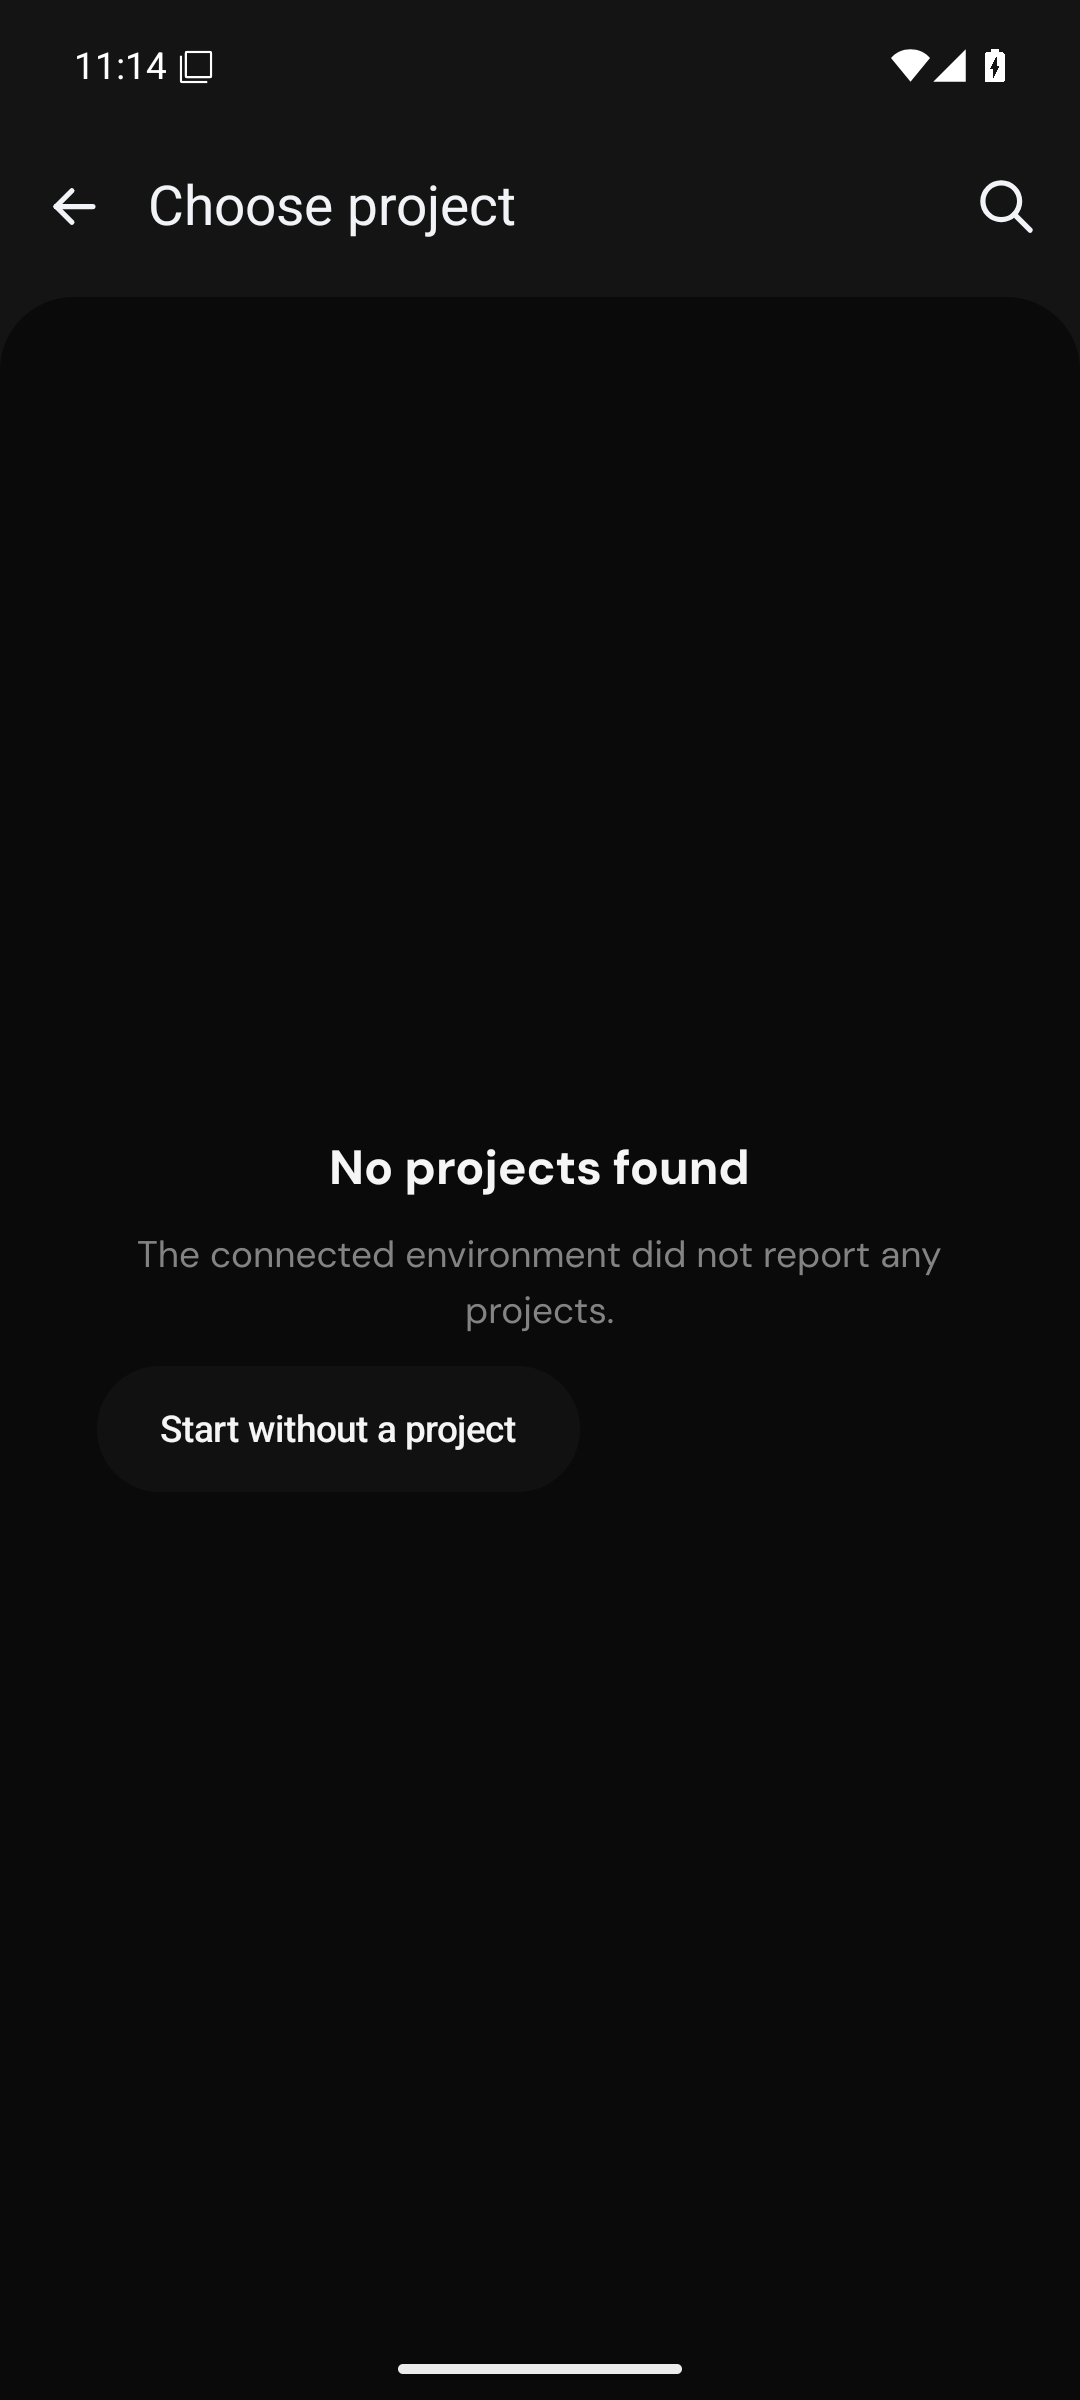 11:14
Choose project
No projects found
The connected environment did not report any
projects.
Start without a project